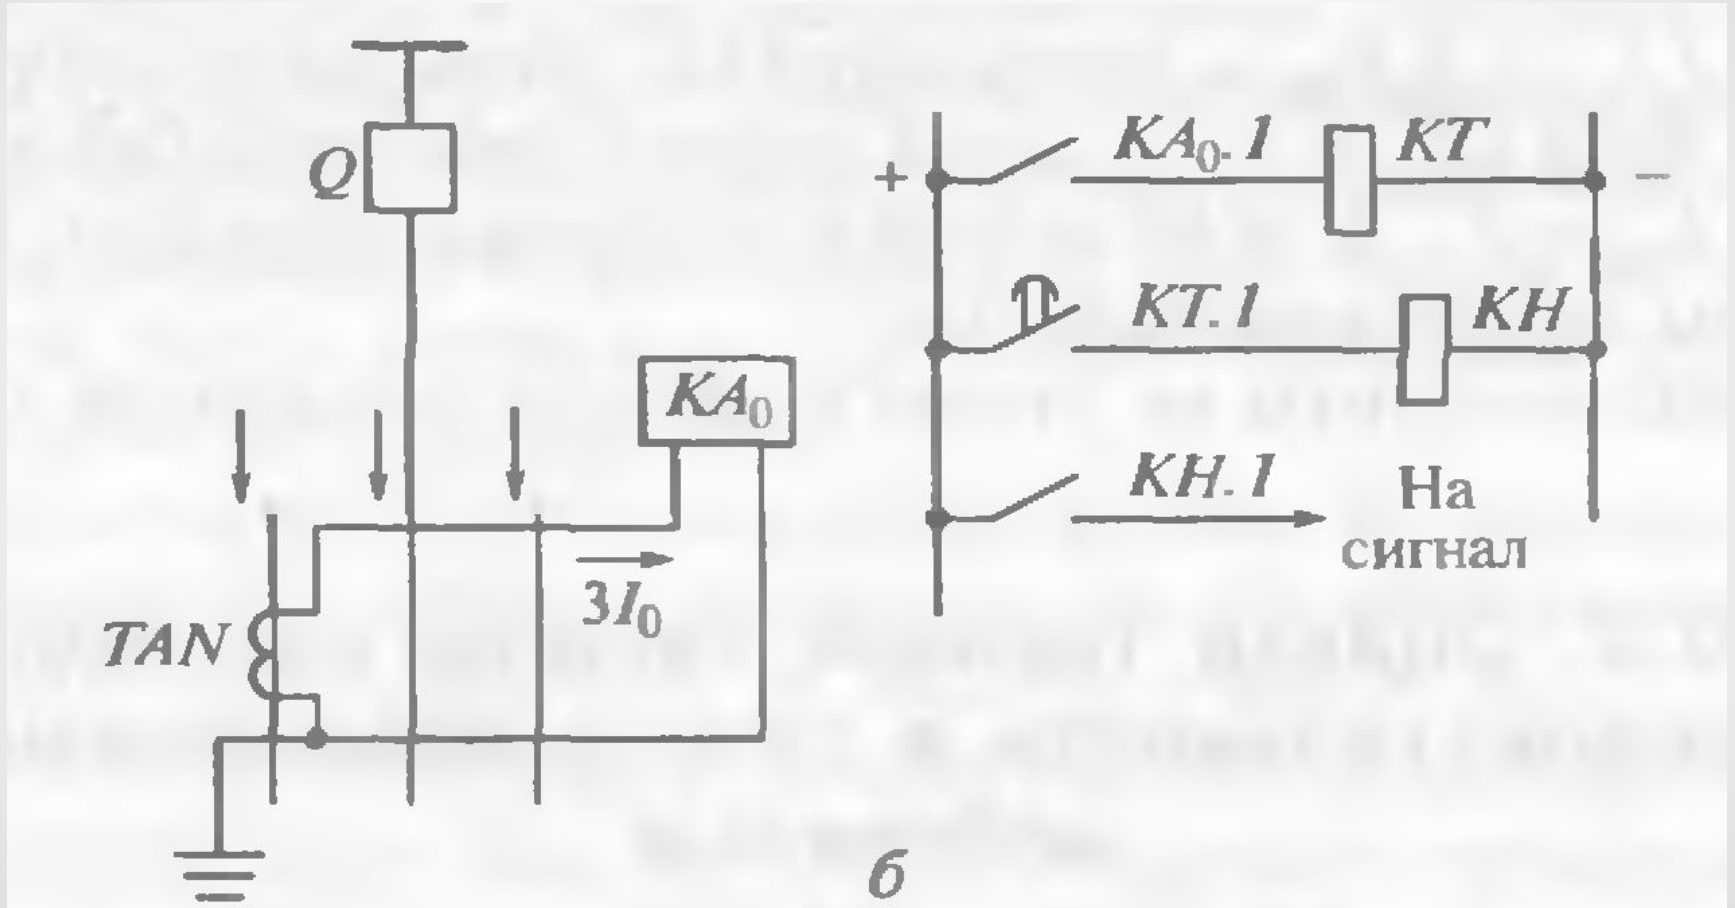 Q
KA₀
3I₀
TAN
+
KA₀.1
KT
−
KT.1
KH
KH.1
На
сигнал
б